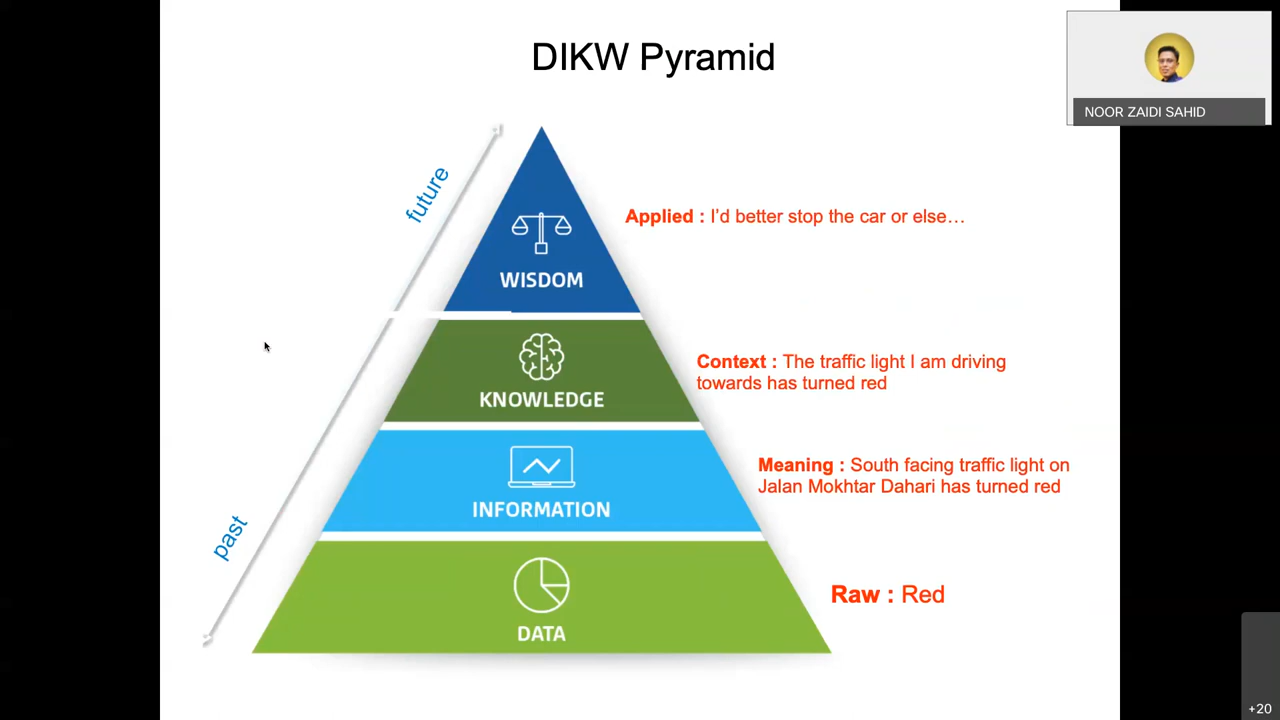 DIKW Pyramid
NOOR ZAIDI SAHID
future
Applied : I'd better stop the car or else…
WISDOM
Context : The traffic light I am driving
towards has turned red
KNOWLEDGE
Meaning : South facing traffic light on
Jalan Mokhtar Dahari has turned red
INFORMATION
past
Raw : Red
DATA
+20